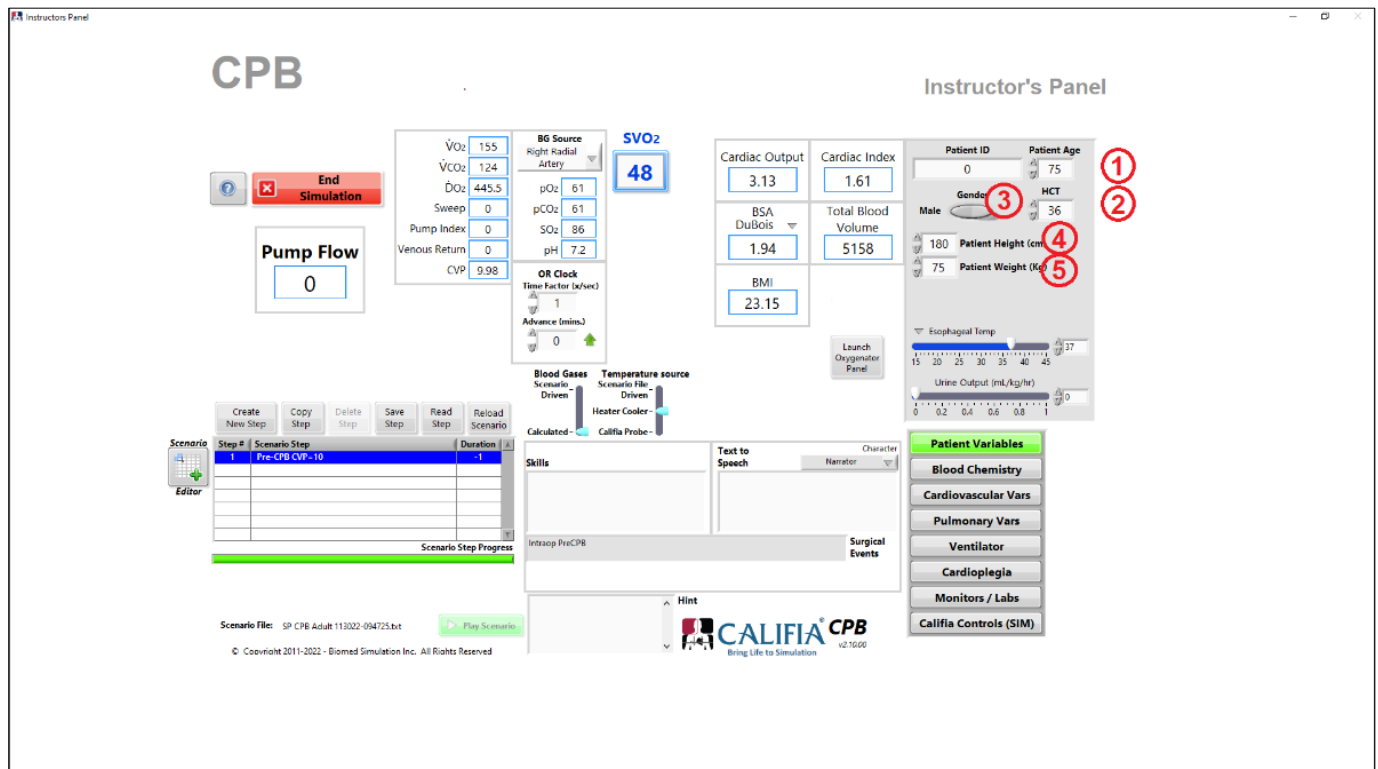 Instructors Panel
CPB
Instructor's Panel
End
Simulation
Pump Flow
0
V̇O2 155
V̇CO2 124
ḊO2 445.5
Sweep 0
Pump Index 0
Venous Return 0
CVP 9.98
BG Source
Right Radial
Artery
pO2 61
pCO2 61
SO2 86
pH 7.2
OR Clock
Time Factor (x/sec)
1
Advance (mins.)
0
SVO2
48
Cardiac Output
3.13
Cardiac Index
1.61
BSA
DuBois
1.94
Total Blood
Volume
5158
BMI
23.15
Launch
Oxygenator
Panel
Patient ID
0
Patient Age
75
1
Gender
Male
3
HCT
36
2
180 Patient Height (cm
4
75 Patient Weight (Kg)
5
Esophageal Temp
37
15 20 25 30 35 40 45
Urine Output (mL/kg/hr)
0
0 0.2 0.4 0.6 0.8 1
Blood Gases
Scenario
Driven
Calculated
Temperature source
Scenario File
Driven
Heater Cooler
Califia Probe
Create
New Step
Copy
Step
Delete
Step
Save
Step
Read
Step
Reload
Scenario
Scenario
Editor
Step # Scenario Step Duration
1 Pre-CPB CVP=10 -1
Scenario Step Progress
Skills
Text to
Speech
Character
Narrator
Intraop PreCPB
Surgical
Events
Hint
Patient Variables
Blood Chemistry
Cardiovascular Vars
Pulmonary Vars
Ventilator
Cardioplegia
Monitors / Labs
Califia Controls (SIM)
Scenario File: SP CPB Adult 113022-094725.txt
Play Scenario
© Copyright 2011-2022 - Biomed Simulation Inc. All Rights Reserved
CALIFIA® CPB
Bring Life to Simulation
v2.10.00